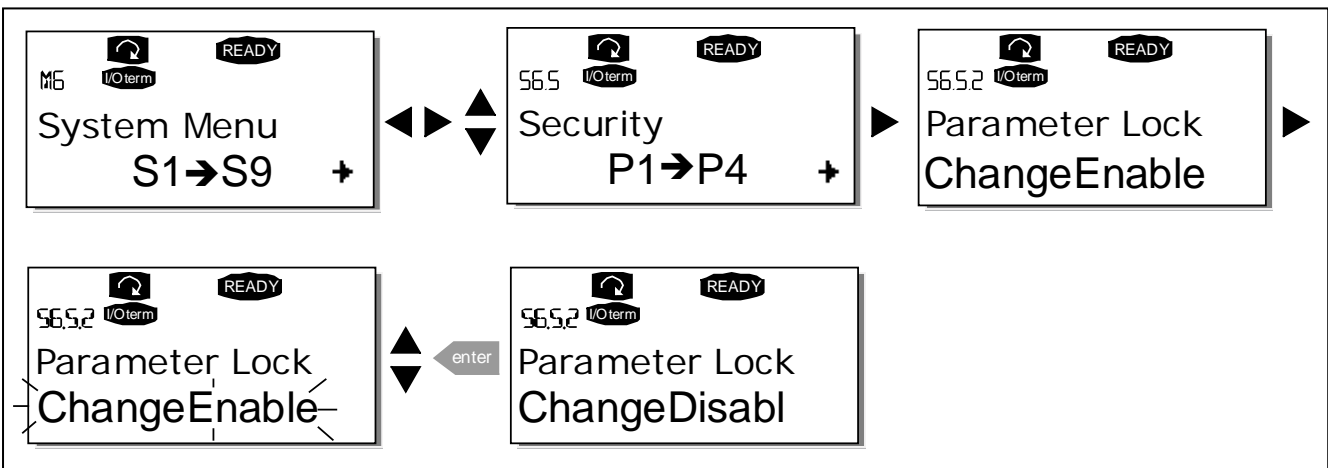 READY
M6 I/Oterm
System Menu
S1➔S9
READY
S6.5 I/Oterm
Security
P1➔P4
READY
S6.5.2 I/Oterm
Parameter Lock
ChangeEnable
READY
S6.5.2 I/Oterm
Parameter Lock
ChangeEnable
enter
READY
S6.5.2 I/Oterm
Parameter Lock
ChangeDisabl